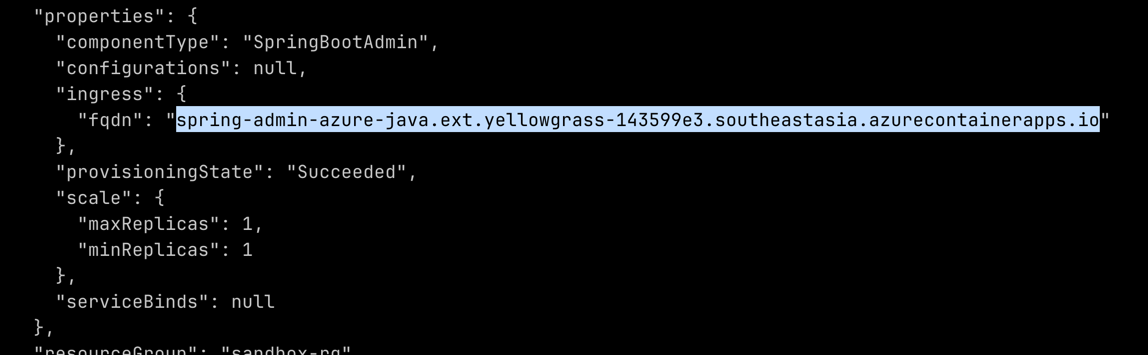 "properties": {
"componentType": "SpringBootAdmin",
"configurations": null,
"ingress": {
"fqdn": "spring-admin-azure-java.ext.yellowgrass-143599e3.southeastasia.azurecontainerapps.io"
},
"provisioningState": "Succeeded",
"scale": {
"maxReplicas": 1,
"minReplicas": 1
},
"serviceBinds": null
},
"resourceGroup": "sandbox-rg"